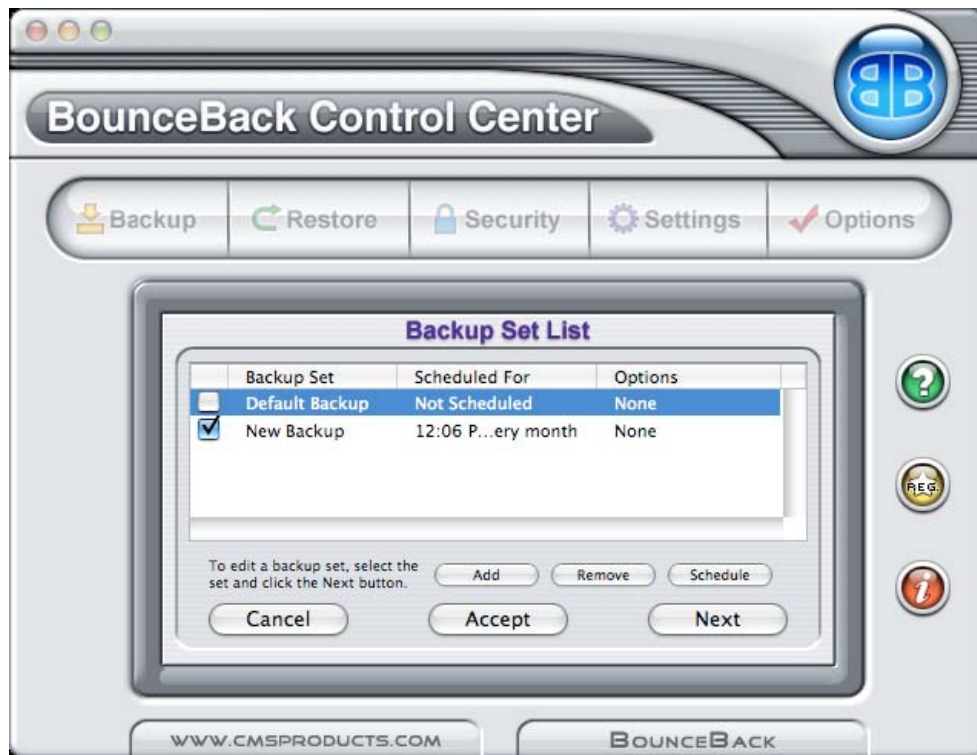 BB
BounceBack Control Center
Backup Restore Security Settings Options
Backup Set List
Backup Set Scheduled For Options
Default Backup Not Scheduled None
New Backup 12:06 P...ery month None
To edit a backup set, select the
set and click the Next button.
Add Remove Schedule
Cancel Accept Next
?
REG.
i
WWW.CMSPRODUCTS.COM BOUNCEBACK